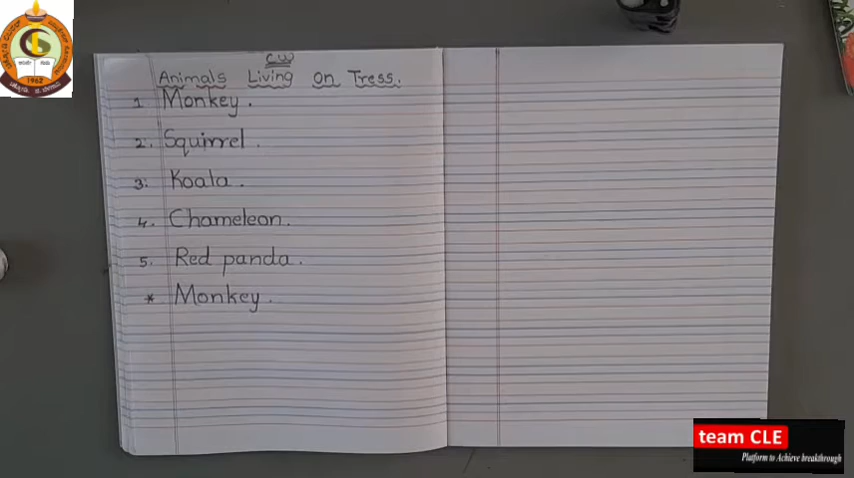 C.W
Animals Living on Tress.
1 Monkey.
2. Squirrel.
3. Koala.
4. Chameleon.
5. Red panda.
* Monkey.
1962
team CLE
Platform to Achieve breakthrough